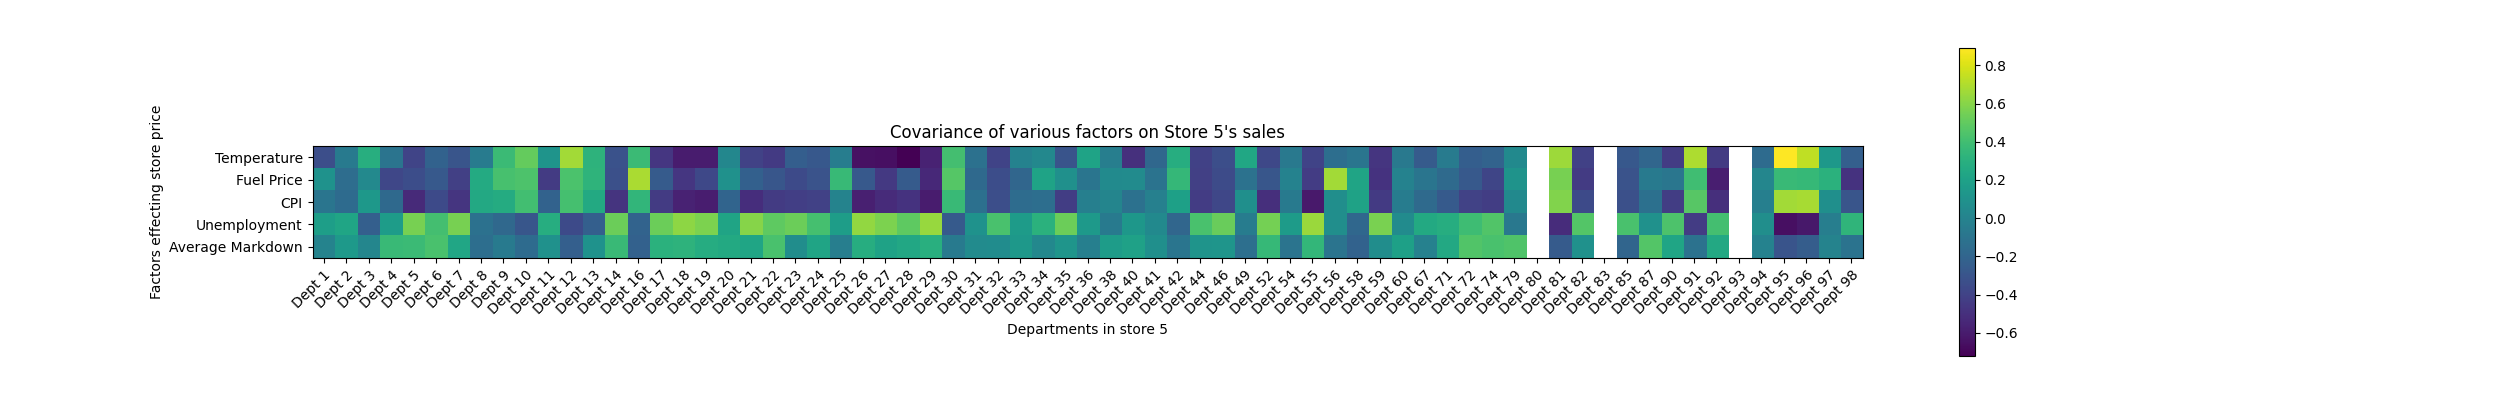 Covariance of various factors on Store 5's sales
Factors effecting store price
Temperature
Fuel Price
CPI
Unemployment
Average Markdown
Dept 1
Dept 2
Dept 3
Dept 4
Dept 5
Dept 6
Dept 7
Dept 8
Dept 9
Dept 10
Dept 11
Dept 12
Dept 13
Dept 14
Dept 16
Dept 17
Dept 18
Dept 19
Dept 20
Dept 21
Dept 22
Dept 23
Dept 24
Dept 25
Dept 26
Dept 27
Dept 28
Dept 29
Dept 30
Dept 31
Dept 32
Dept 33
Dept 34
Dept 35
Dept 36
Dept 38
Dept 40
Dept 41
Dept 42
Dept 44
Dept 46
Dept 49
Dept 52
Dept 54
Dept 55
Dept 56
Dept 58
Dept 59
Dept 60
Dept 67
Dept 71
Dept 72
Dept 74
Dept 79
Dept 80
Dept 81
Dept 82
Dept 83
Dept 85
Dept 87
Dept 90
Dept 91
Dept 92
Dept 93
Dept 94
Dept 95
Dept 96
Dept 97
Dept 98
Departments in store 5
0.8
0.6
0.4
0.2
0.0
−0.2
−0.4
−0.6